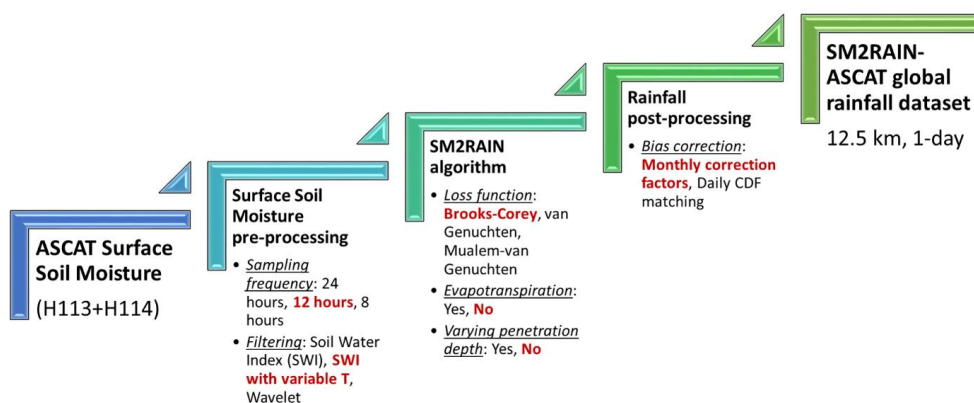 ASCAT Surface
Soil Moisture
(H113+H114)
Surface Soil
Moisture
pre-processing
• Sampling
frequency: 24
hours, 12 hours, 8
hours
• Filtering: Soil Water
Index (SWI), SWI
with variable T,
Wavelet
SM2RAIN
algorithm
• Loss function:
Brooks-Corey, van
Genuchten,
Mualem-van
Genuchten
• Evapotranspiration:
Yes, No
• Varying penetration
depth: Yes, No
Rainfall
post-processing
• Bias correction:
Monthly correction
factors, Daily CDF
matching
SM2RAIN-
ASCAT global
rainfall dataset
12.5 km, 1-day